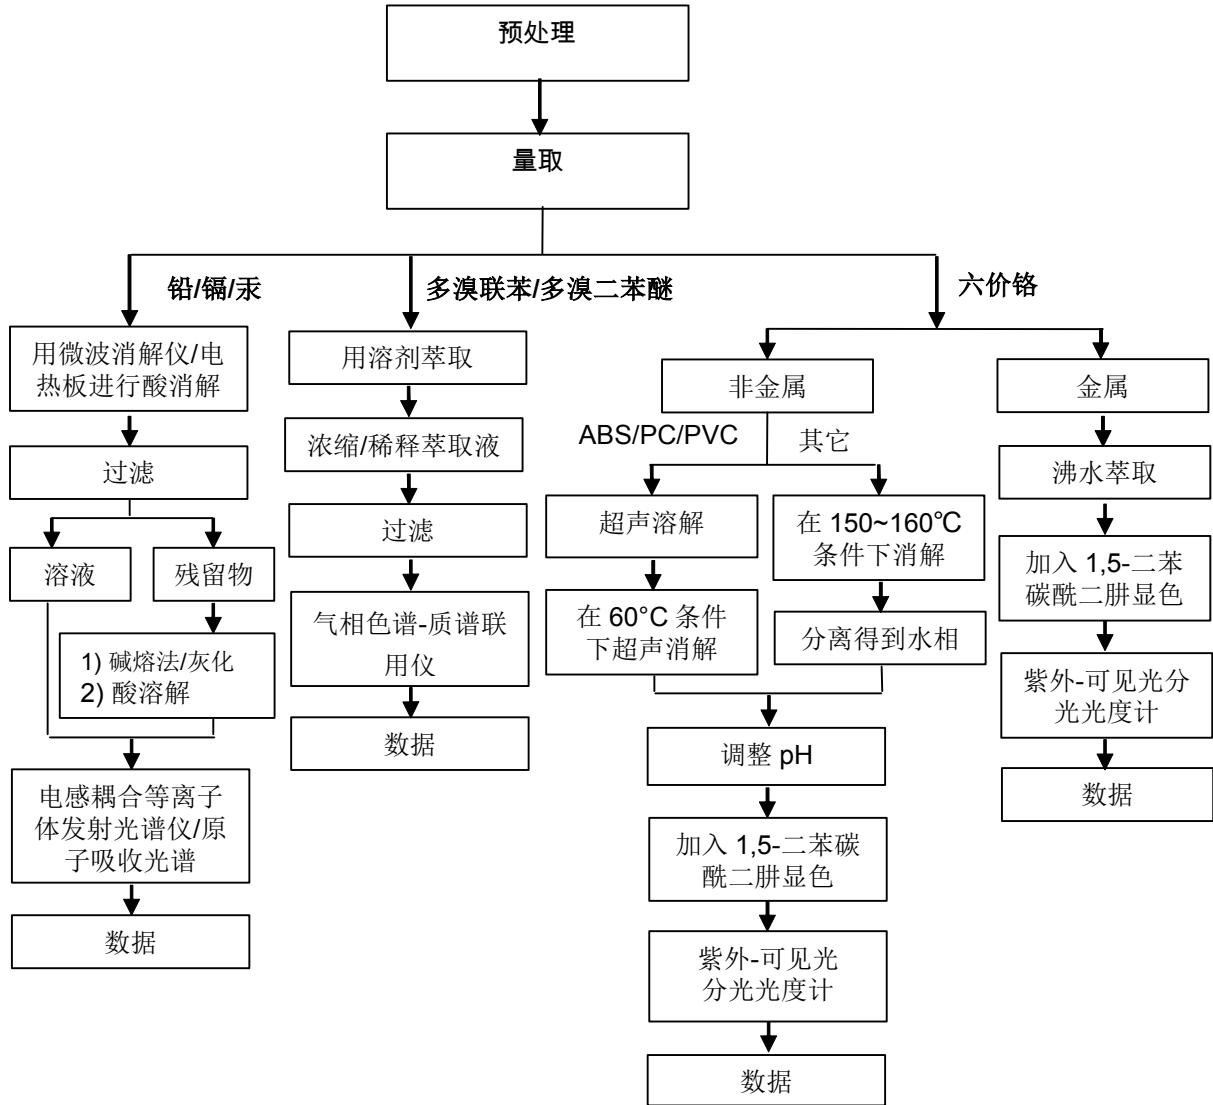 预处理
量取
铅/镉/汞
多溴联苯/多溴二苯醚
六价铬
用微波消解仪/电
热板进行酸消解
过滤
溶液
残留物
1) 碱熔法/灰化
2) 酸溶解
电感耦合等离子
体发射光谱仪/原
子吸收光谱
数据
用溶剂萃取
浓缩/稀释萃取液
过滤
气相色谱-质谱联
用仪
数据
非金属
ABS/PC/PVC
其它
超声溶解
在 60°C 条件
下超声消解
在 150~160℃
条件下消解
分离得到水相
调整 pH
加入 1,5-二苯碳
酰二肼显色
紫外-可见光
分光光度计
数据
金属
沸水萃取
加入 1,5-二苯
碳酰二肼显色
紫外-可见光分
光光度计
数据